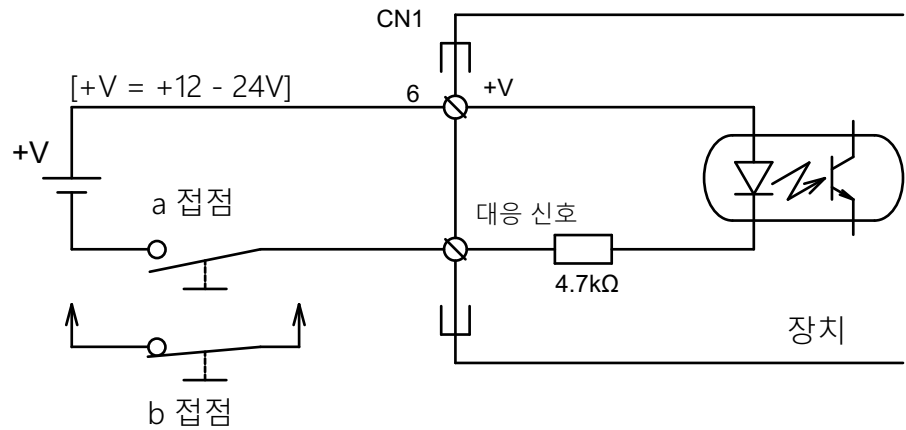 CN1
[+V = +12 - 24V]
6
+V
+V
a 접점
대응 신호
4.7kΩ
장치
b 접점